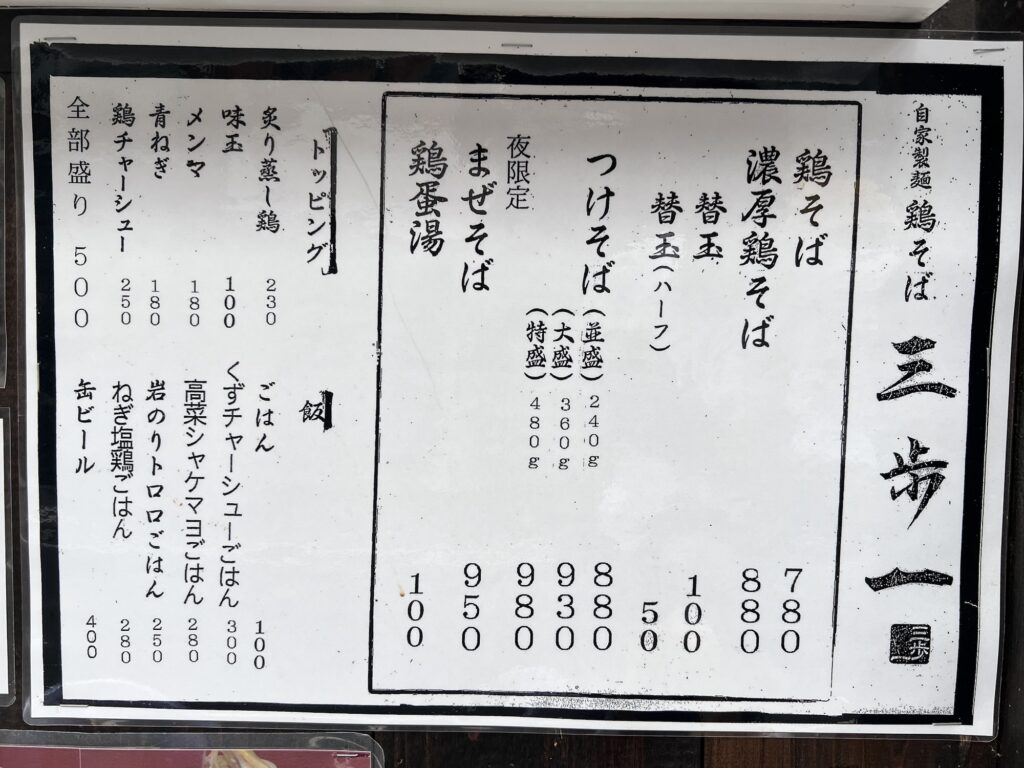 自家製麺 鶏そば 三歩一
三歩一
鶏そば 780
濃厚鶏そば 880
替玉 100
替玉(ハーフ) 50
つけそば(並盛)240g 880
(大盛)360g 930
(特盛)480g 980
夜限定
まぜそば 950
鶏蛋湯 100
トッピング
炙り蒸し鶏 230
味玉 100
メンマ 180
青ねぎ 180
鶏チャーシュー 250
全部盛り 500
飯
ごはん 100
くずチャーシューごはん 300
高菜シャケマヨごはん 280
岩のりトロロごはん 250
ねぎ塩鶏ごはん 280
缶ビール 400